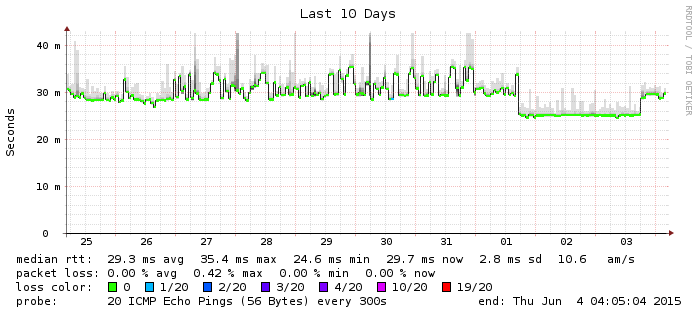 Last 10 Days
RRDTOOL / TOBI OETIKER
Seconds
40 m
30 m
20 m
10 m
0
25 26 27 28 29 30 31 01 02 03
median rtt: 29.3 ms avg 35.4 ms max 24.6 ms min 29.7 ms now 2.8 ms sd 10.6 am/s
packet loss: 0.00 % avg 0.42 % max 0.00 % min 0.00 % now
loss color: 0 1/20 2/20 3/20 4/20 10/20 19/20
probe: 20 ICMP Echo Pings (56 Bytes) every 300s end: Thu Jun 4 04:05:04 2015